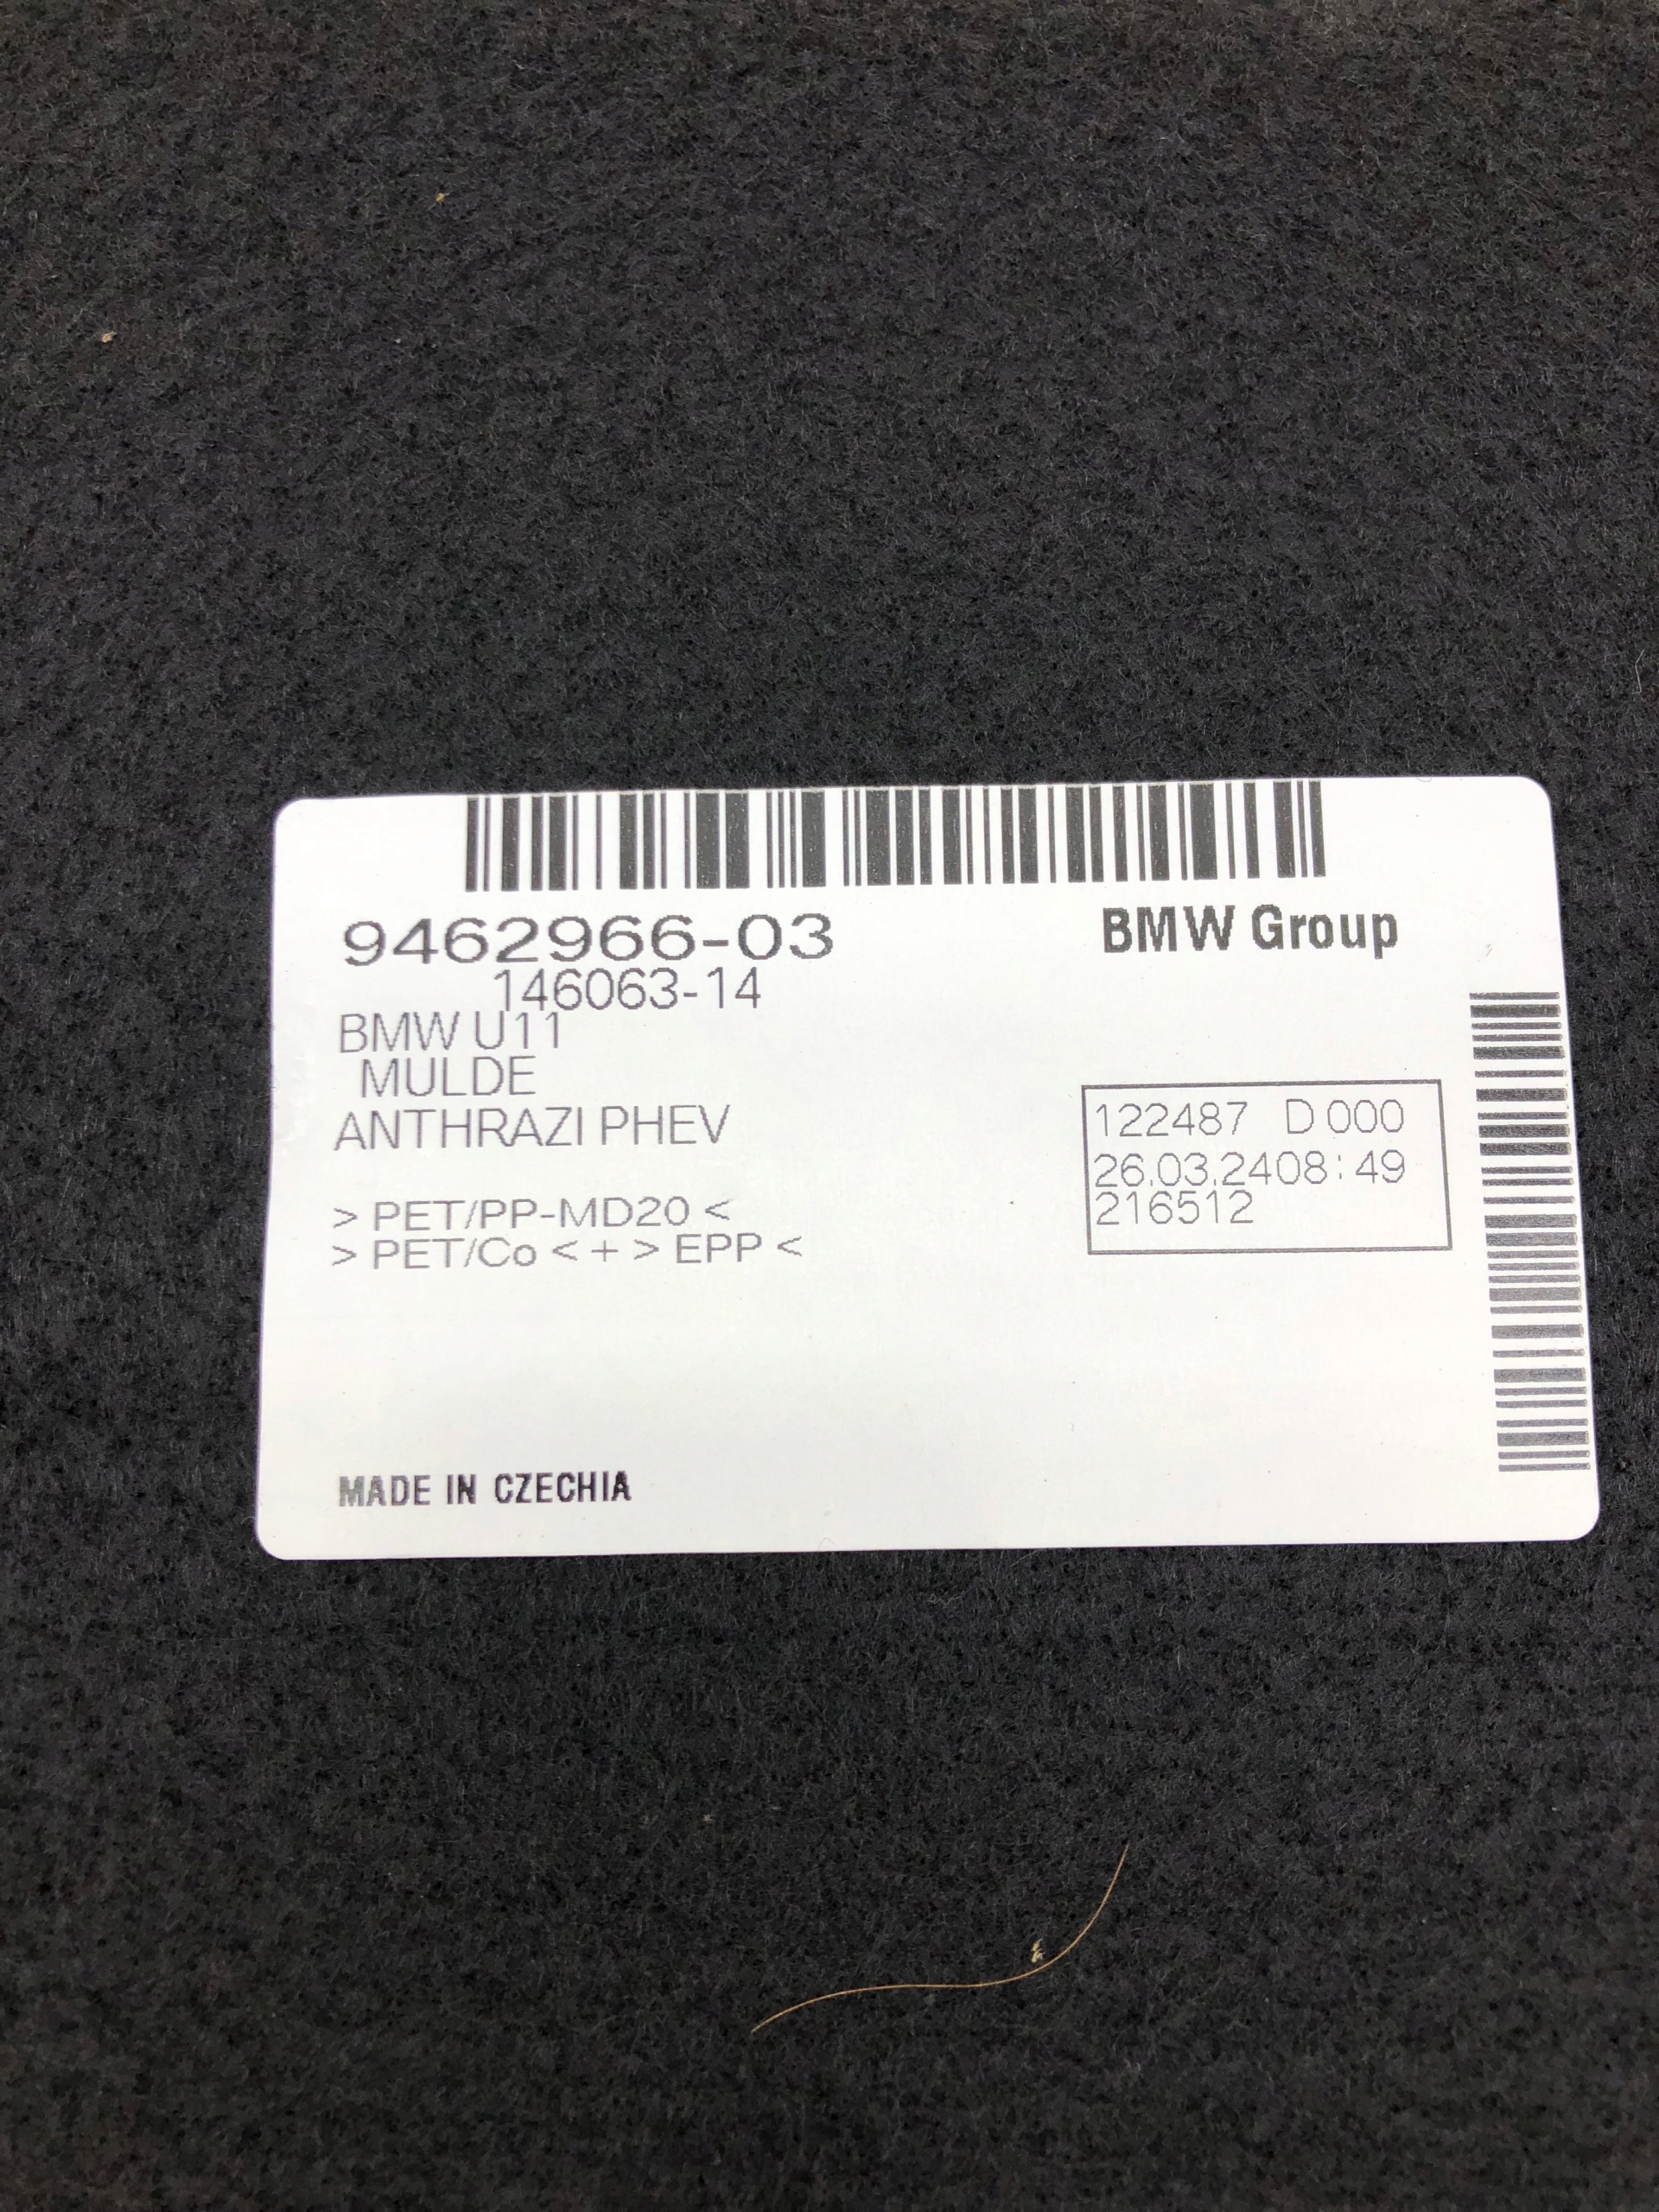 9462966-03
BMW Group
146063-14
BMW U11
MULDE
ANTHRAZI PHEV
122487 D 000
26.03.2408:49
216512
> PET/PP-MD20 <
> PET/Co < + > EPP <
MADE IN CZECHIA